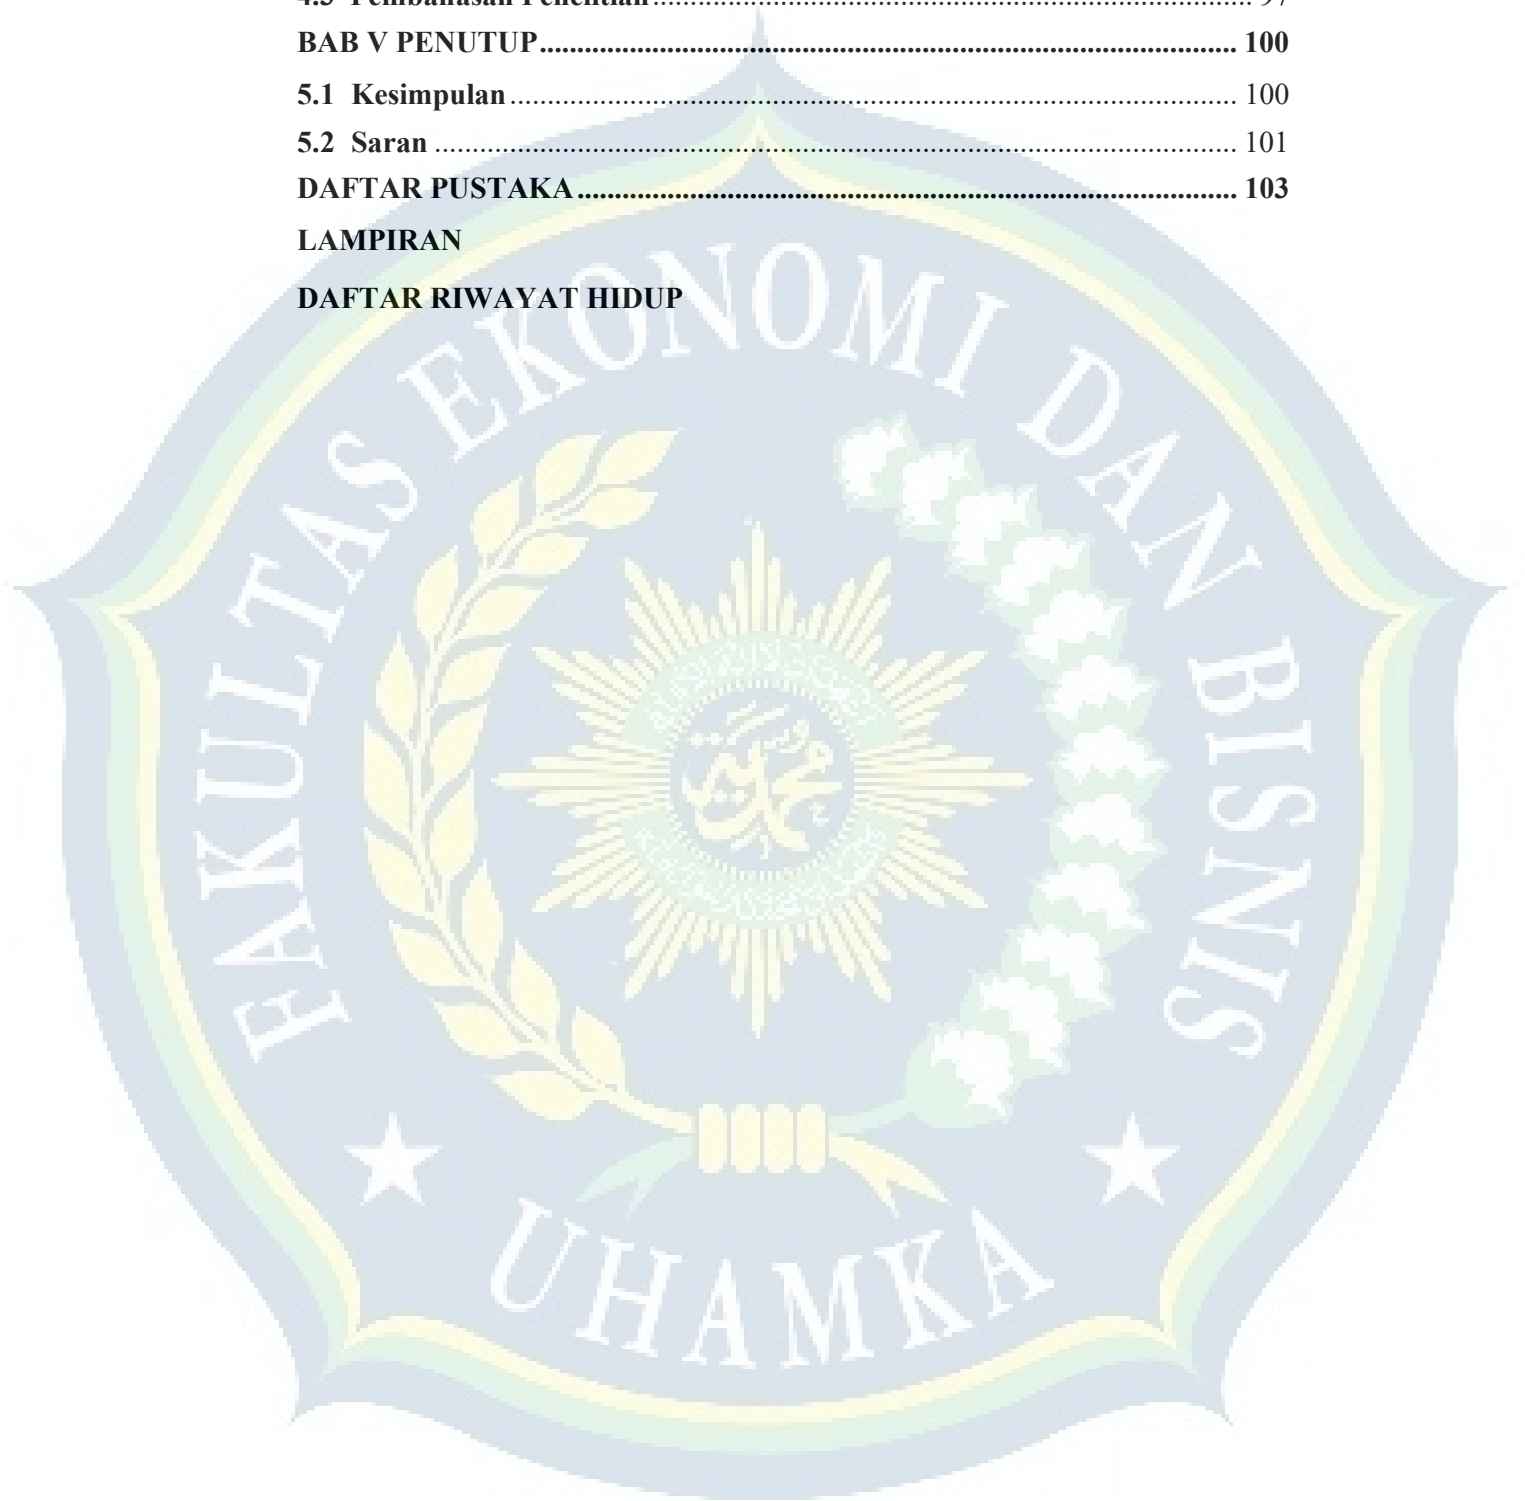 BAB V PENUTUP.......................................................................................... 100
5.1 Kesimpulan .............................................................................................. 100
5.2 Saran ........................................................................................................ 101
DAFTAR PUSTAKA..................................................................................... 103
LAMPIRAN
DAFTAR RIWAYAT HIDUP
FAKULTAS EKONOMI DAN BISNIS
UHAMKA